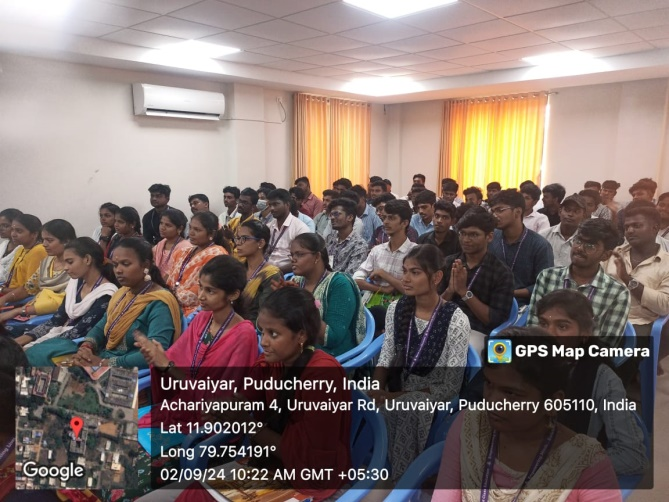 GPS Map Camera
Uruvaiyar, Puducherry, India
Achariyapuram 4, Uruvaiyar Rd, Uruvaiyar, Puducherry 605110, India
Lat 11.902012°
Long 79.754191°
02/09/24 10:22 AM GMT +05:30
Google